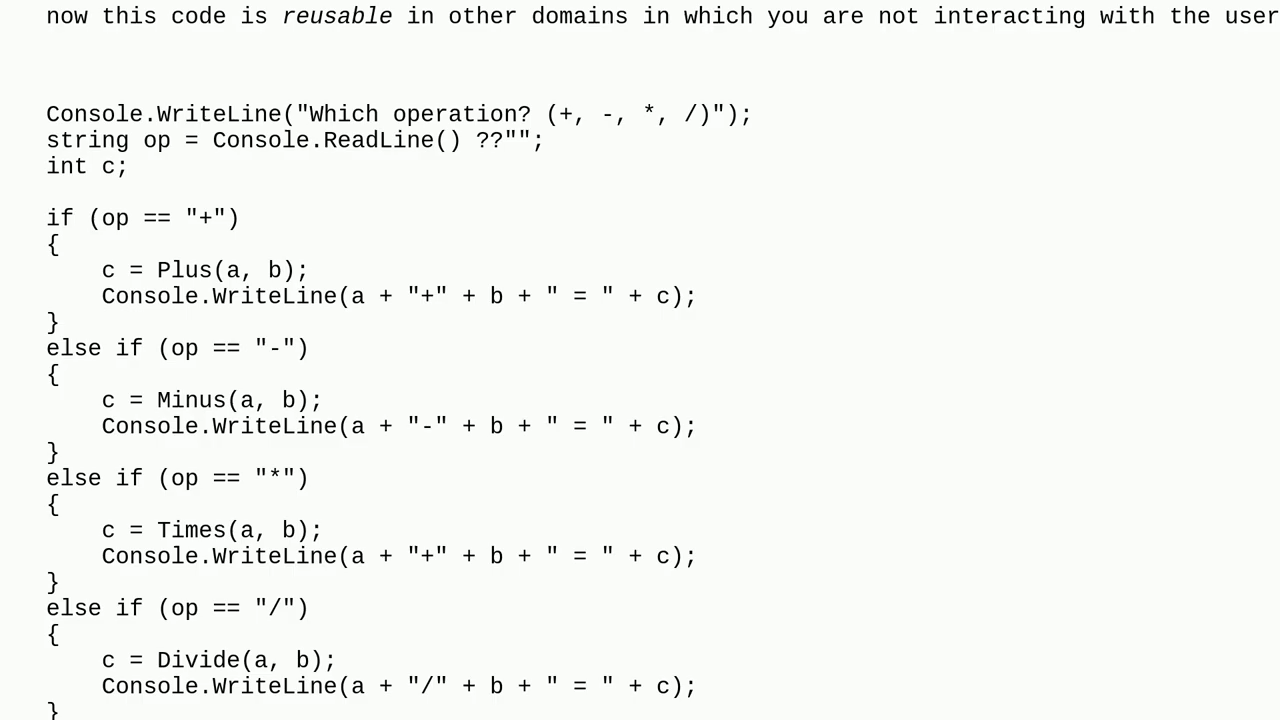 now this code is reusable in other domains in which you are not interacting with the user
Console.WriteLine("Which operation? (+, -, *, /)");
string op = Console.ReadLine() ??"";
int c;
if (op == "+")
{
    c = Plus(a, b);
    Console.WriteLine(a + "+" + b + " = " + c);
}
else if (op == "-")
{
    c = Minus(a, b);
    Console.WriteLine(a + "-" + b + " = " + c);
}
else if (op == "*")
{
    c = Times(a, b);
    Console.WriteLine(a + "+" + b + " = " + c);
}
else if (op == "/")
{
    c = Divide(a, b);
    Console.WriteLine(a + "/" + b + " = " + c);
}